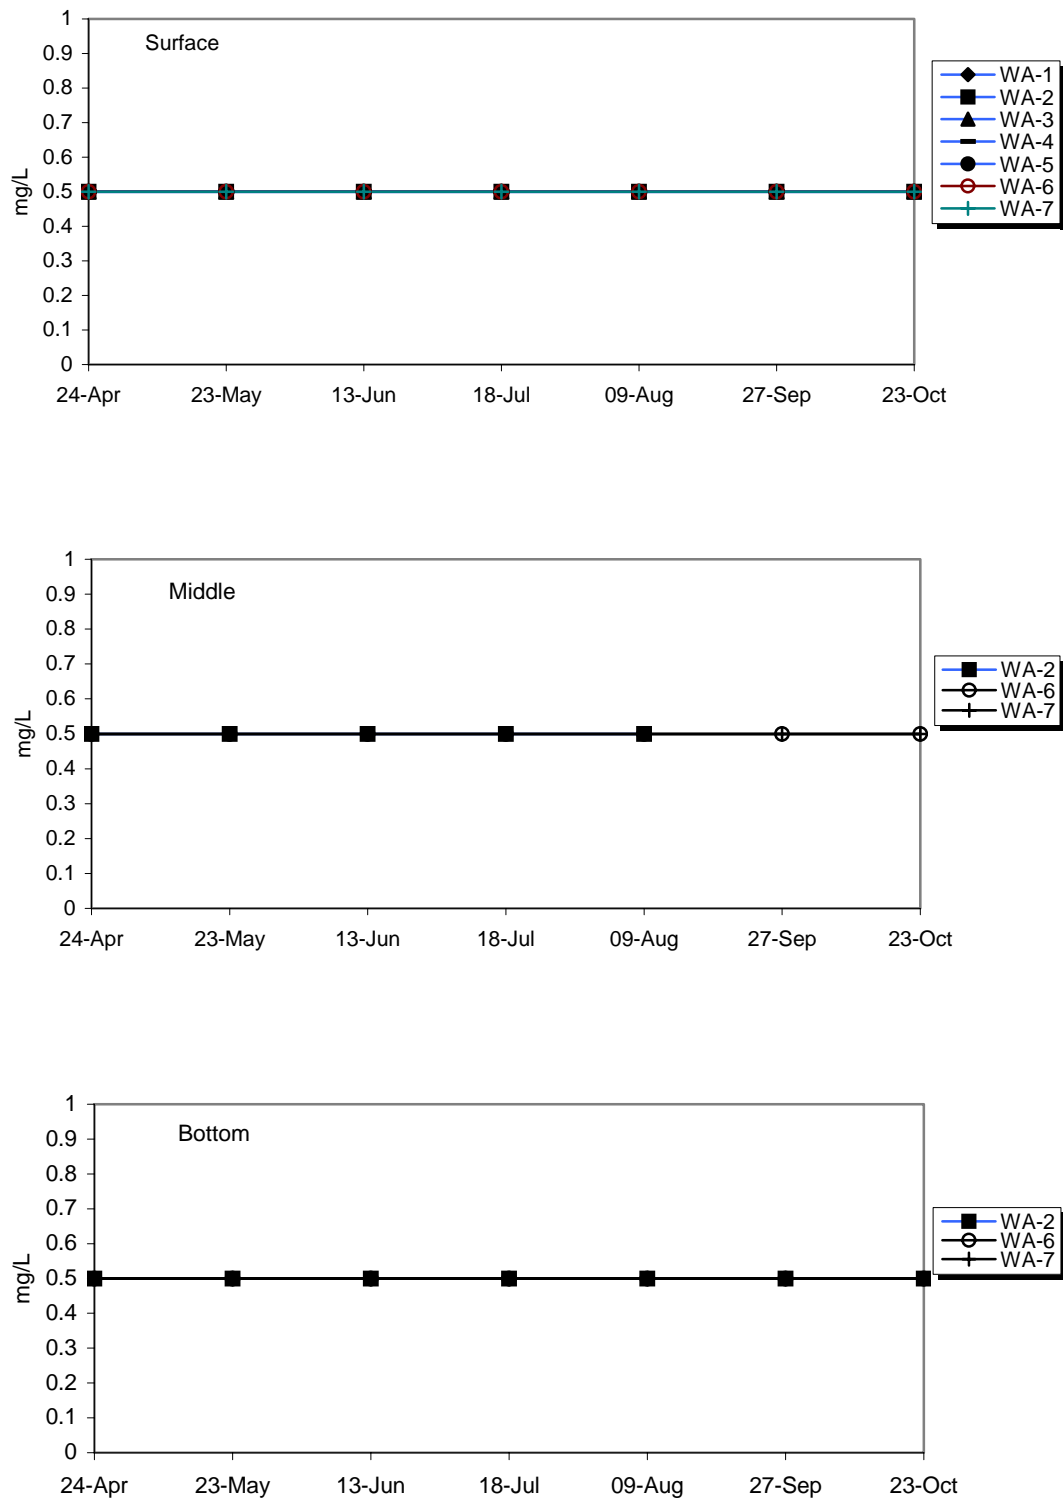 1
0.9
0.8
0.7
0.6
0.5
0.4
0.3
0.2
0.1
0
mg/L
Surface
24-Apr 23-May 13-Jun 18-Jul 09-Aug 27-Sep 23-Oct
WA-1
WA-2
WA-3
WA-4
WA-5
WA-6
WA-7
1
0.9
0.8
0.7
0.6
0.5
0.4
0.3
0.2
0.1
0
mg/L
Middle
24-Apr 23-May 13-Jun 18-Jul 09-Aug 27-Sep 23-Oct
WA-2
WA-6
WA-7
1
0.9
0.8
0.7
0.6
0.5
0.4
0.3
0.2
0.1
0
mg/L
Bottom
24-Apr 23-May 13-Jun 18-Jul 09-Aug 27-Sep 23-Oct
WA-2
WA-6
WA-7